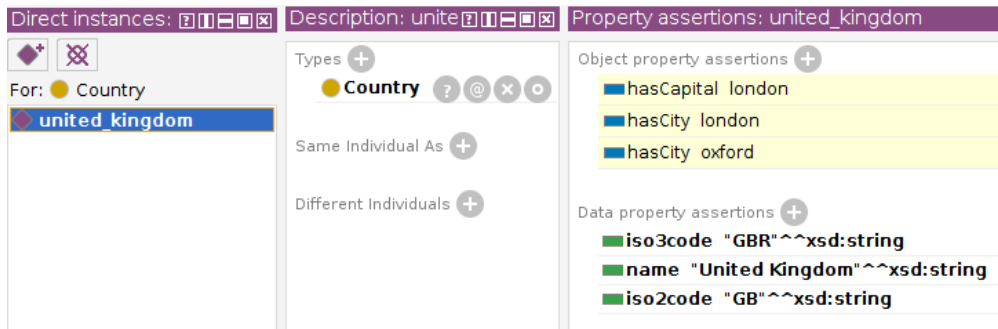 Direct instances:
For: Country
united_kingdom
Description: unite
Types
Country
Same Individual As
Different Individuals
Property assertions: united_kingdom
Object property assertions
hasCapital london
hasCity london
hasCity oxford
Data property assertions
iso3code "GBR"^^xsd:string
name "United Kingdom"^^xsd:string
iso2code "GB"^^xsd:string